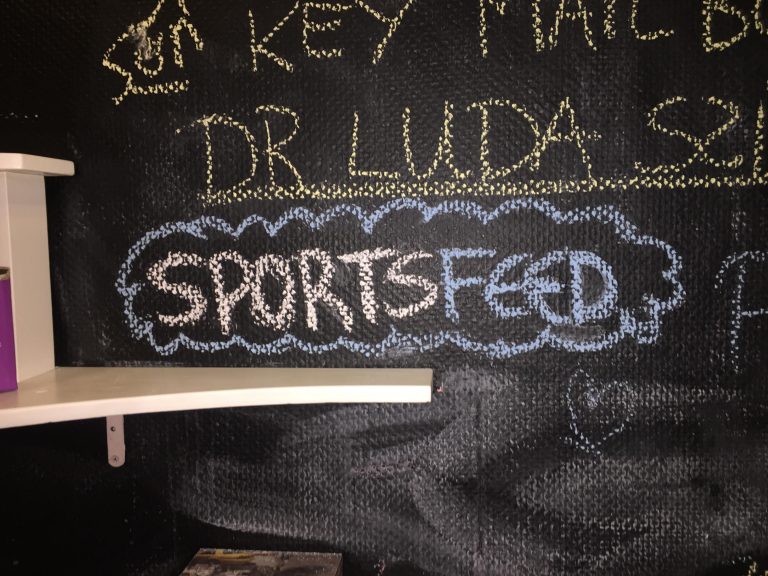 KEY MAIL
DR LUDA
SPORTSFEED